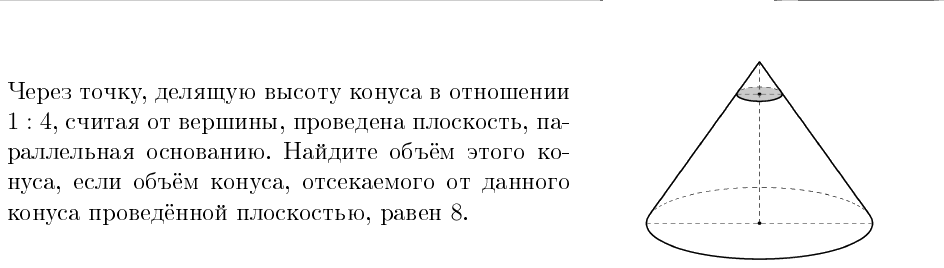 Через точку, делящую высоту конуса в отношении
1 : 4, считая от вершины, проведена плоскость, па-
раллельная основанию. Найдите объём этого ко-
нуса, если объём конуса, отсекаемого от данного
конуса проведённой плоскостью, равен 8.